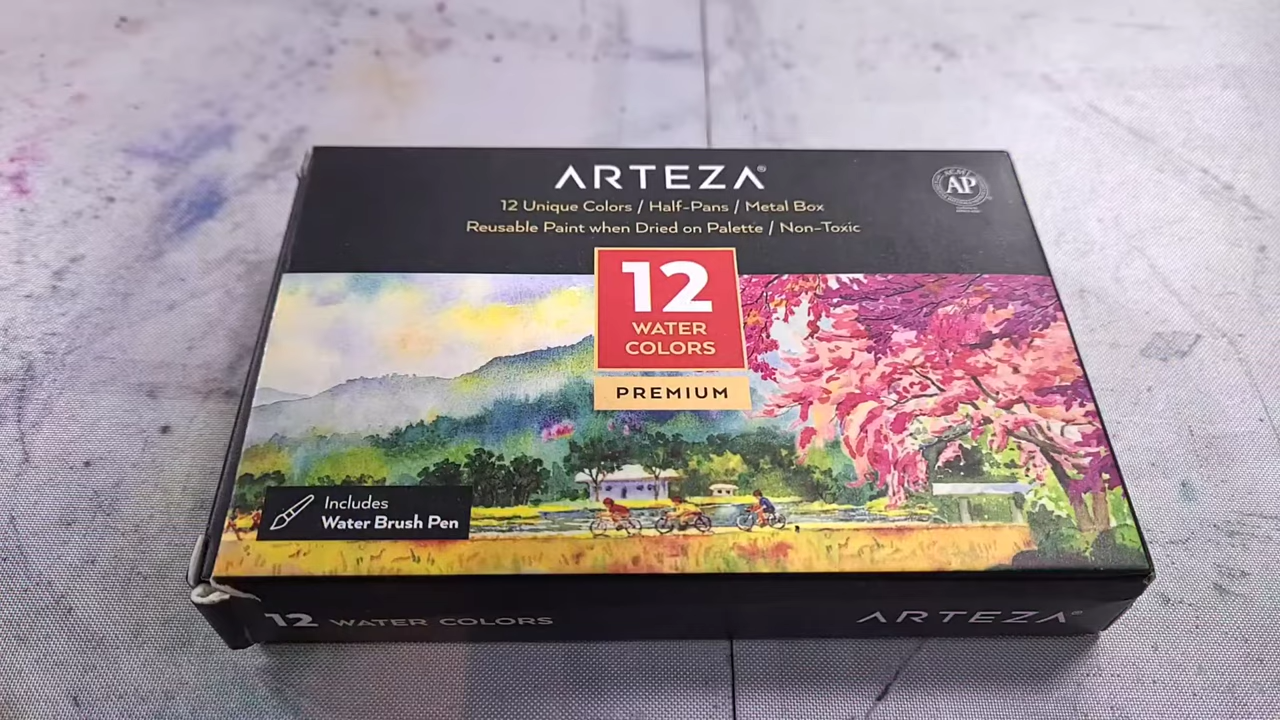 ARTEZA®
12 Unique Colors / Half-Pans / Metal Box
Reusable Paint when Dried on Palette / Non-Toxic
AP
12
WATER
COLORS
PREMIUM
Includes
Water Brush Pen
12 WATER COLORS
ARTEZA®